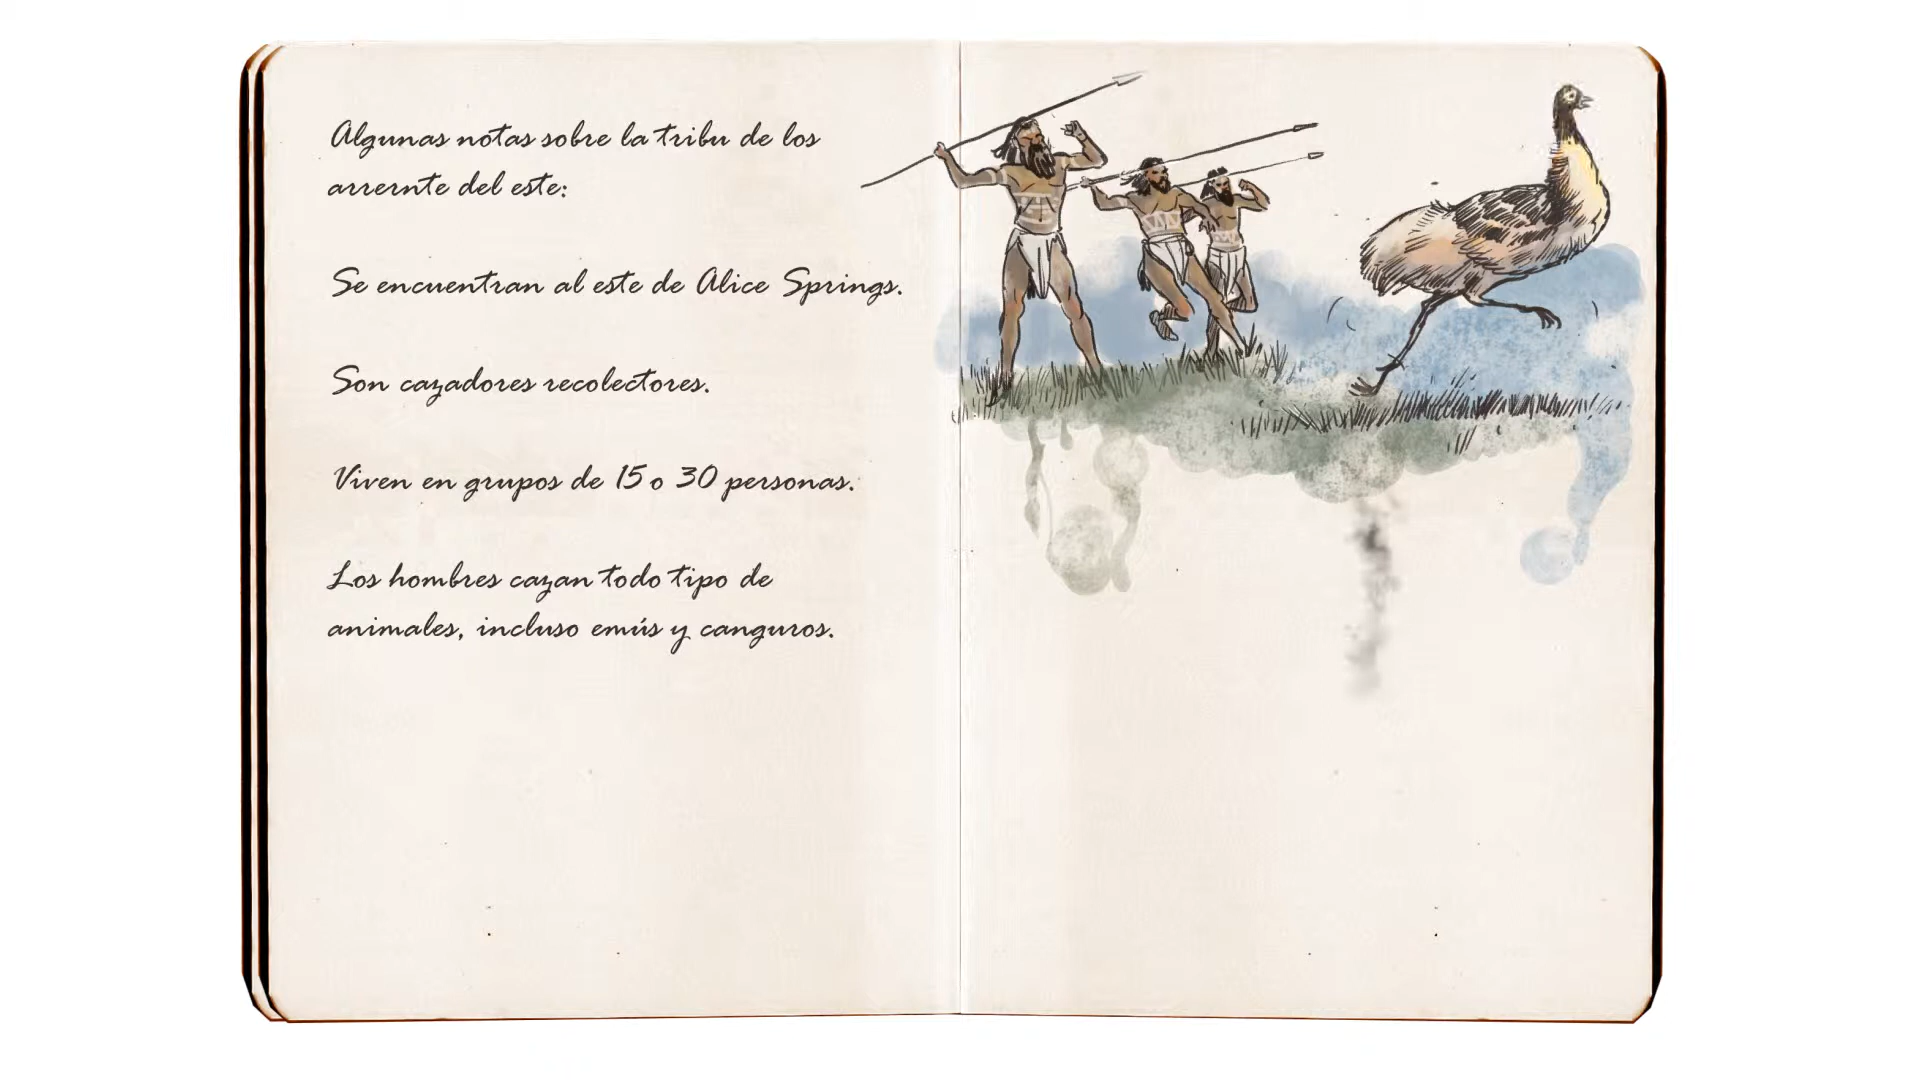 Algunas notas sobre la tribu de los
arrernte del este:
Se encuentran al este de Alice Springs.
Son cazadores recolectores.
Viven en grupos de 15 o 30 personas.
Los hombres cazan todo tipo de
animales, incluso emús y canguros.